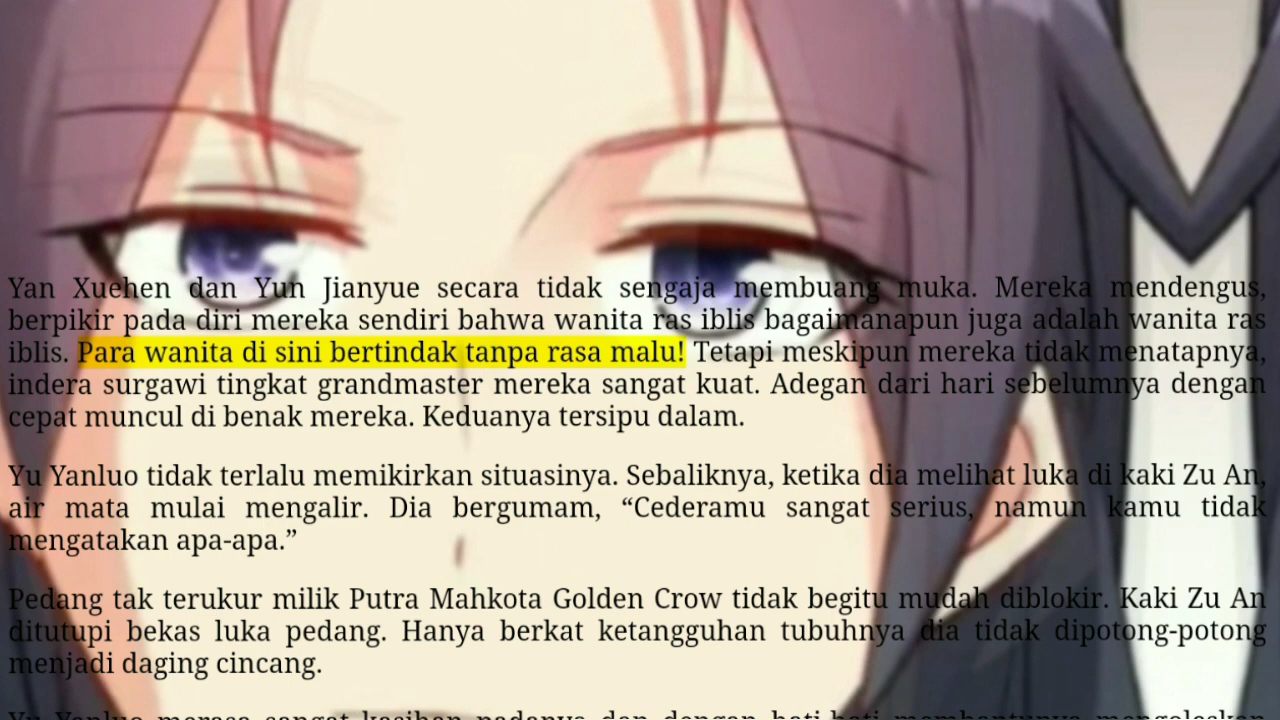 Yan Xuehen dan Yun Jianyue secara tidak sengaja membuang muka. Mereka mendengus,
berpikir pada diri mereka sendiri bahwa wanita ras iblis bagaimanapun juga adalah wanita ras
iblis. Para wanita di sini bertindak tanpa rasa malu! Tetapi meskipun mereka tidak menatapnya,
indera surgawi tingkat grandmaster mereka sangat kuat. Adegan dari hari sebelumnya dengan
cepat muncul di benak mereka. Keduanya tersipu dalam.
Yu Yanluo tidak terlalu memikirkan situasinya. Sebaliknya, ketika dia melihat luka di kaki Zu An,
air mata mulai mengalir. Dia bergumam, “Cederamu sangat serius, namun kamu tidak
mengatakan apa-apa.”
Pedang tak terukur milik Putra Mahkota Golden Crow tidak begitu mudah diblokir. Kaki Zu An
ditutupi bekas luka pedang. Hanya berkat ketangguhan tubuhnya dia tidak dipotong-potong
menjadi daging cincang.